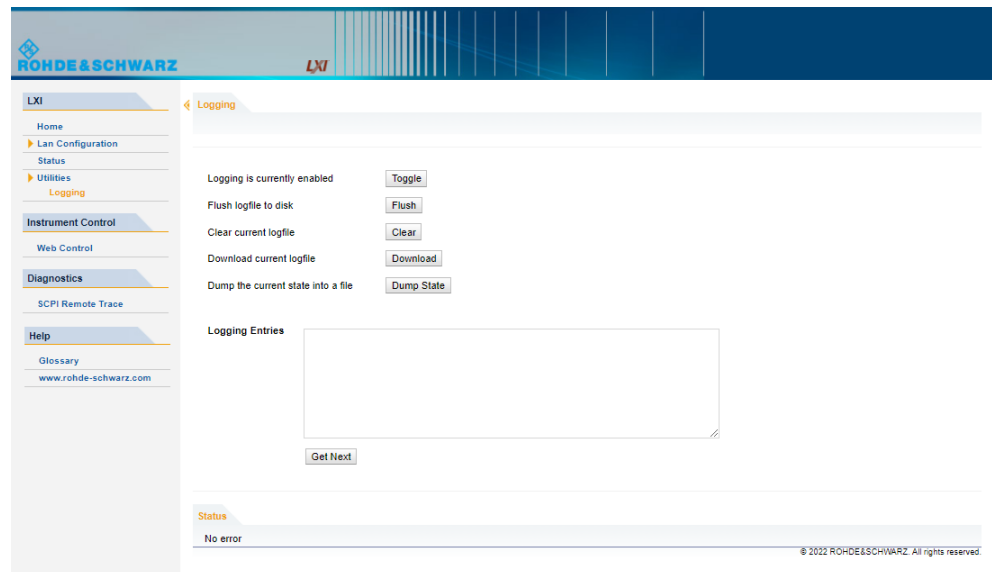 ROHDE&SCHWARZ
LXI
LXI
Home
Lan Configuration
Status
Utilities
Logging
Instrument Control
Web Control
Diagnostics
SCPI Remote Trace
Help
Glossary
www.rohde-schwarz.com
Logging
Logging is currently enabled Toggle
Flush logfile to disk Flush
Clear current logfile Clear
Download current logfile Download
Dump the current state into a file Dump State
Logging Entries
Get Next
Status
No error
© 2022 ROHDE&SCHWARZ. All rights reserved.